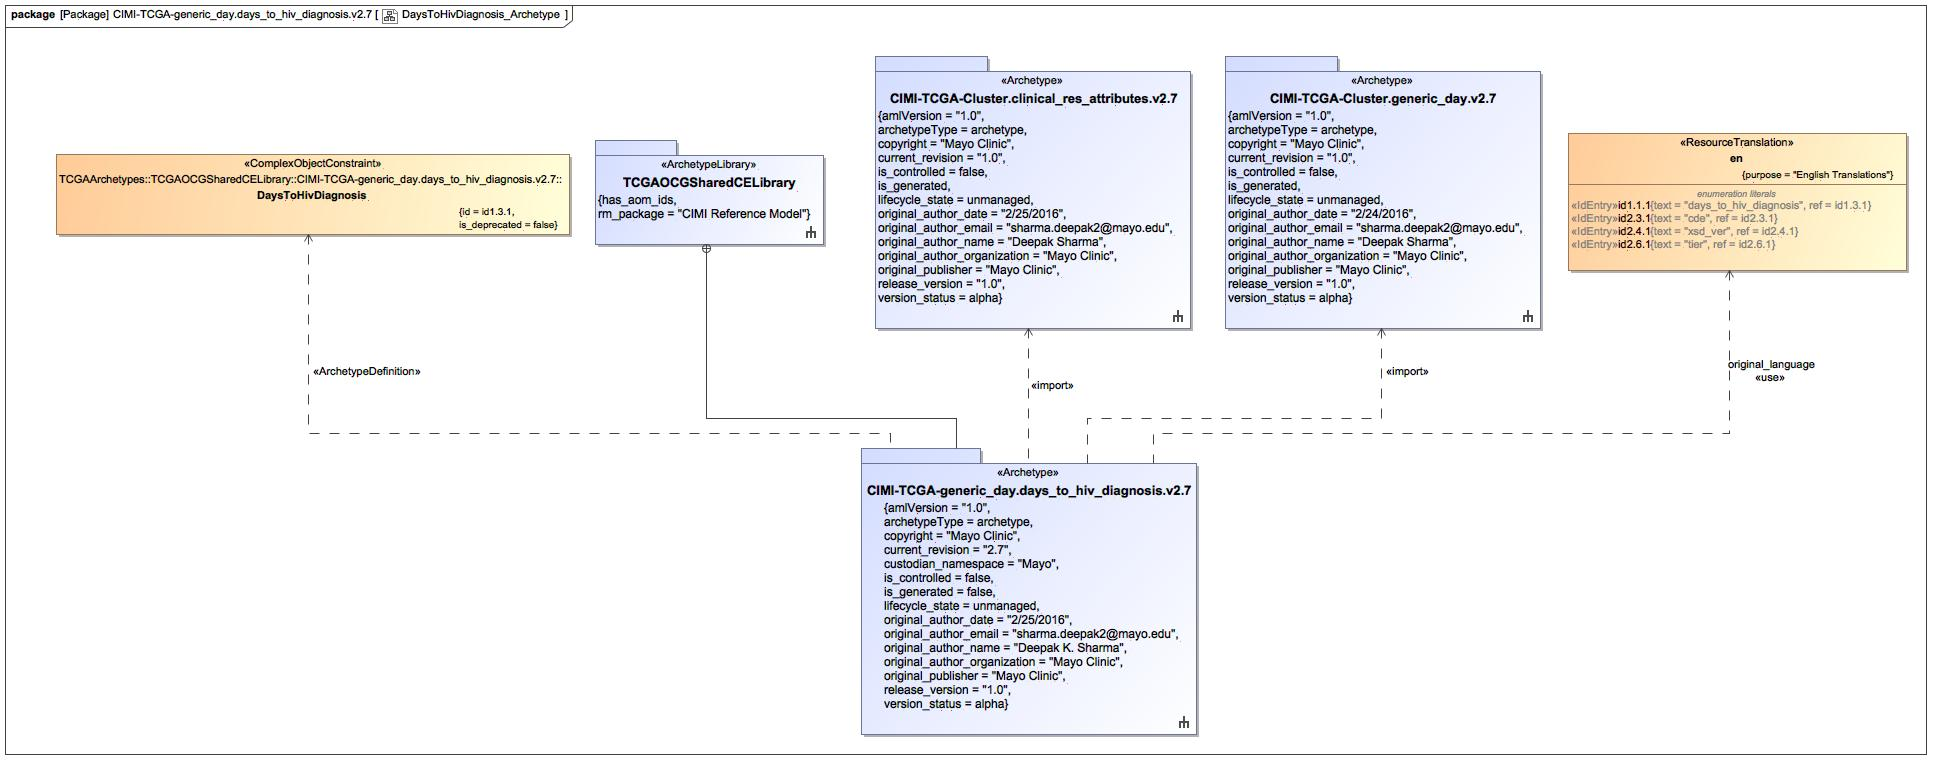 package [Package] CIMI-TCGA-generic_day.days_to_hiv_diagnosis.v2.7 [ DaysToHivDiagnosis_Archetype ]
«ComplexObjectConstraint»
TCGAArchetypes::TCGAOCGSharedCELibrary::CIMI-TCGA-generic_day.days_to_hiv_diagnosis.v2.7::
DaysToHivDiagnosis
{id = id1.3.1,
is_deprecated = false}
«ArchetypeLibrary»
TCGAOCGSharedCELibrary
{has_aom_ids,
rm_package = "CIMI Reference Model"}
«Archetype»
CIMI-TCGA-Cluster.clinical_res_attributes.v2.7
{amlVersion = "1.0",
archetypeType = archetype,
copyright = "Mayo Clinic",
current_revision = "1.0",
is_controlled = false,
is_generated,
lifecycle_state = unmanaged,
original_author_date = "2/25/2016",
original_author_email = "sharma.deepak2@mayo.edu",
original_author_name = "Deepak Sharma",
original_author_organization = "Mayo Clinic",
original_publisher = "Mayo Clinic",
release_version = "1.0",
version_status = alpha}
«Archetype»
CIMI-TCGA-Cluster.generic_day.v2.7
{amlVersion = "1.0",
archetypeType = archetype,
copyright = "Mayo Clinic",
current_revision = "1.0",
is_controlled = false,
is_generated,
lifecycle_state = unmanaged,
original_author_date = "2/24/2016",
original_author_email = "sharma.deepak2@mayo.edu",
original_author_name = "Deepak Sharma",
original_author_organization = "Mayo Clinic",
original_publisher = "Mayo Clinic",
release_version = "1.0",
version_status = alpha}
«ResourceTranslation»
en
{purpose = "English Translations"}
enumeration literals
«IdEntry»id1.1.1{text = "days_to_hiv_diagnosis", ref = id1.3.1}
«IdEntry»id2.3.1{text = "cde", ref = id2.3.1}
«IdEntry»id2.4.1{text = "xsd_ver", ref = id2.4.1}
«IdEntry»id2.6.1{text = "tier", ref = id2.6.1}
«ArchetypeDefinition»
«import»
«import»
original_language
«use»
«Archetype»
CIMI-TCGA-generic_day.days_to_hiv_diagnosis.v2.7
{amlVersion = "1.0",
archetypeType = archetype,
copyright = "Mayo Clinic",
current_revision = "2.7",
custodian_namespace = "Mayo",
is_controlled = false,
is_generated = false,
lifecycle_state = unmanaged,
original_author_date = "2/25/2016",
original_author_email = "sharma.deepak2@mayo.edu",
original_author_name = "Deepak K. Sharma",
original_author_organization = "Mayo Clinic",
original_publisher = "Mayo Clinic",
release_version = "1.0",
version_status = alpha}